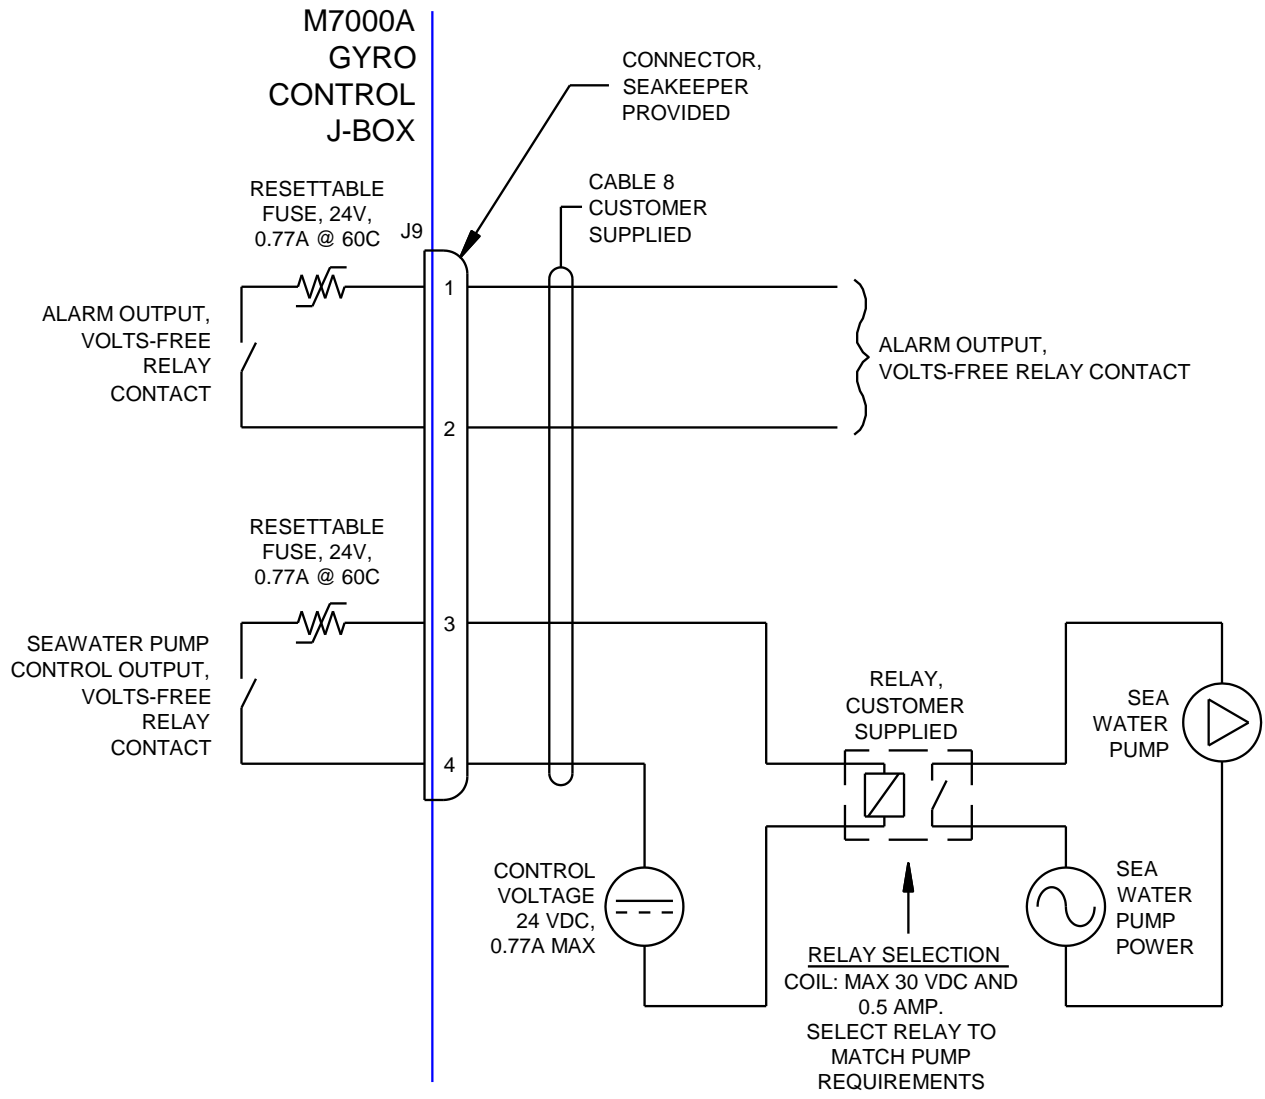 M7000A
GYRO
CONTROL
J-BOX
CONNECTOR,
SEAKEEPER
PROVIDED
RESETTABLE
FUSE, 24V,
0.77A @ 60C
J9
CABLE 8
CUSTOMER
SUPPLIED
1
ALARM OUTPUT,
VOLTS-FREE
RELAY
CONTACT
ALARM OUTPUT,
VOLTS-FREE RELAY CONTACT
2
RESETTABLE
FUSE, 24V,
0.77A @ 60C
3
SEAWATER PUMP
CONTROL OUTPUT,
VOLTS-FREE
RELAY
CONTACT
4
RELAY,
CUSTOMER
SUPPLIED
SEA
WATER
PUMP
CONTROL
VOLTAGE
24 VDC,
0.77A MAX
SEA
WATER
PUMP
POWER
RELAY SELECTION
COIL: MAX 30 VDC AND
0.5 AMP.
SELECT RELAY TO
MATCH PUMP
REQUIREMENTS